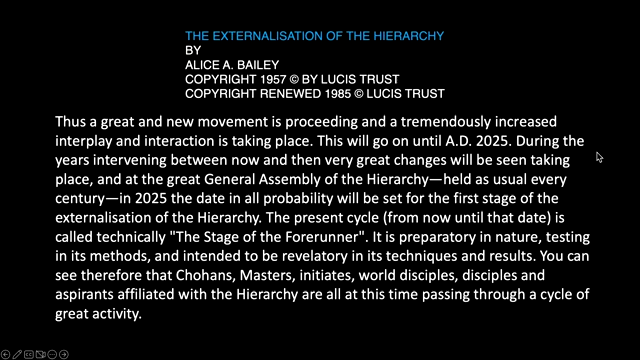 THE EXTERNALISATION OF THE HIERARCHY
BY
ALICE A. BAILEY
COPYRIGHT 1957 © BY LUCIS TRUST
COPYRIGHT RENEWED 1985 © LUCIS TRUST
Thus a great and new movement is proceeding and a tremendously increased
interplay and interaction is taking place. This will go on until A.D. 2025. During the
years intervening between now and then very great changes will be seen taking
place, and at the great General Assembly of the Hierarchy—held as usual every
century—in 2025 the date in all probability will be set for the first stage of the
externalisation of the Hierarchy. The present cycle (from now until that date) is
called technically "The Stage of the Forerunner". It is preparatory in nature, testing
in its methods, and intended to be revelatory in its techniques and results. You can
see therefore that Chohans, Masters, initiates, world disciples, disciples and
aspirants affiliated with the Hierarchy are all at this time passing through a cycle of
great activity.